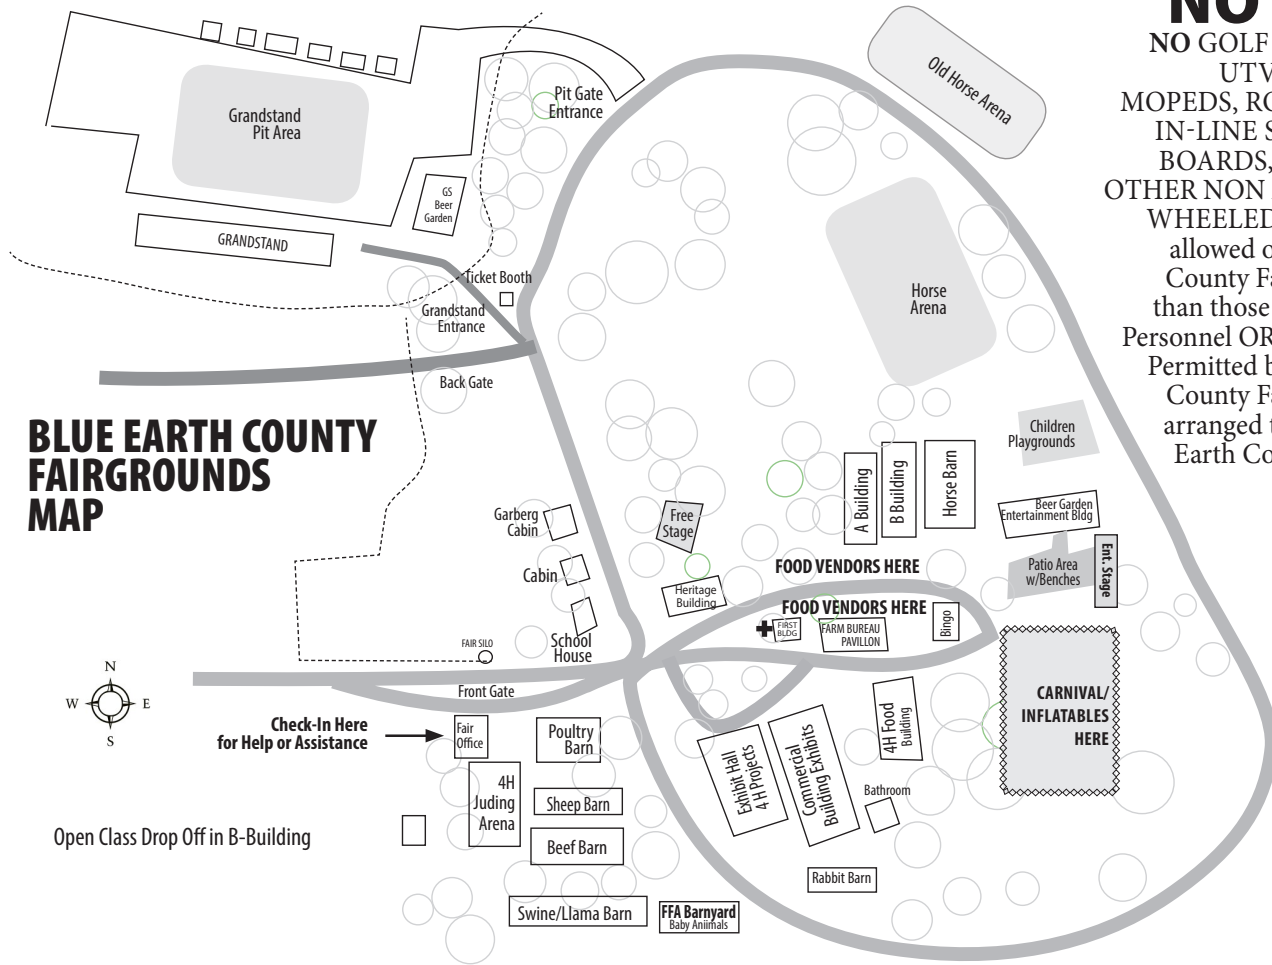 NO
NO GOLF
UTV
MOPEDS, RO
IN-LINE S
BOARDS,
OTHER NON
WHEELED
allowed o
County Fa
than those
Personnel OR
Permitted b
County Fa
arranged t
Earth Co
Old Horse Arena
Pit Gate
Entrance
Grandstand
Pit Area
GS
Beer
Garden
GRANDSTAND
Ticket Booth
Grandstand
Entrance
Back Gate
Horse
Arena
BLUE EARTH COUNTY
FAIRGROUNDS
MAP
Children
Playgrounds
A Building
B Building
Horse Barn
Beer Garden
Entertainment Bldg
Garberg
Cabin
Free
Stage
Cabin
FOOD VENDORS HERE
Patio Area
w/Benches
Ent. Stage
Heritage
Building
FOOD VENDORS HERE
FIRST
BLDG
FARM BUREAU
PAVILLON
Bingo
School
House
FAIR SILO
N
W E
S
Front Gate
Check-In Here
for Help or Assistance
Fair
Office
Poultry
Barn
4H Food
Building
CARNIVAL/
INFLATABLES
HERE
Exhibit Hall
4H Projects
Commercial
Building Exhibits
4H
Juding
Arena
Sheep Barn
Bathroom
Open Class Drop Off in B-Building
Beef Barn
Rabbit Barn
Swine/Llama Barn
FFA Barnyard
Baby Aniimals